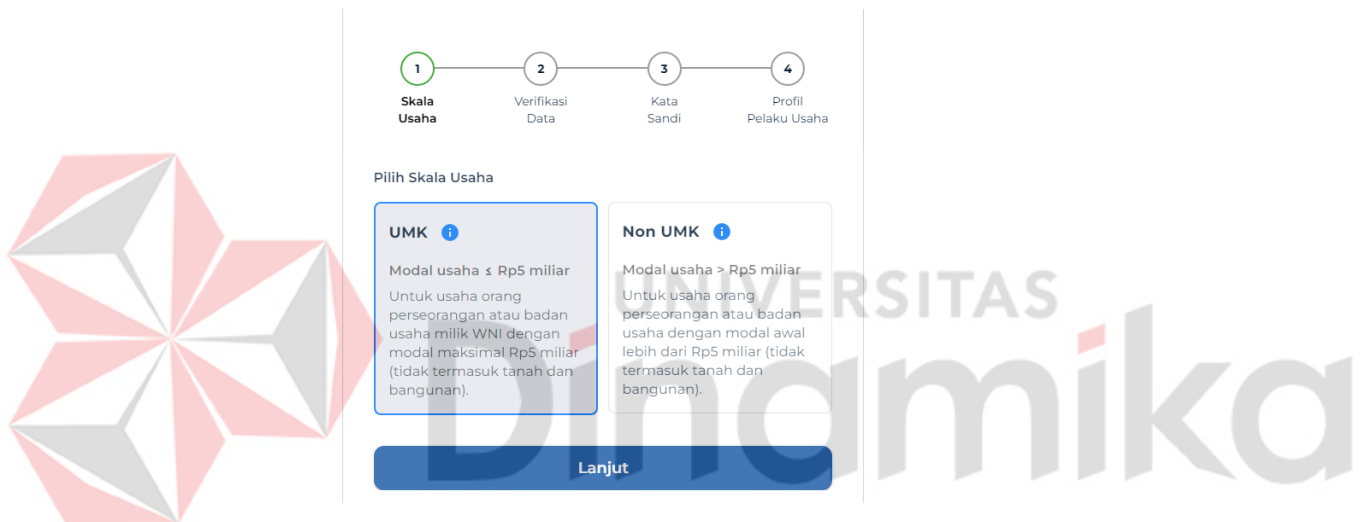 1 2 3 4
Skala Verifikasi Kata Profil
Usaha Data Sandi Pelaku Usaha
Pilih Skala Usaha
UMK
Modal usaha ≤ Rp5 miliar
Untuk usaha orang
perseorangan atau badan
usaha milik WNI dengan
modal maksimal Rp5 miliar
(tidak termasuk tanah dan
bangunan).
Non UMK
Modal usaha > Rp5 miliar
Untuk usaha orang
perseorangan atau badan
usaha dengan modal awal
lebih dari Rp5 miliar (tidak
termasuk tanah dan
bangunan).
Lanjut
UNIVERSITAS
Dinamika